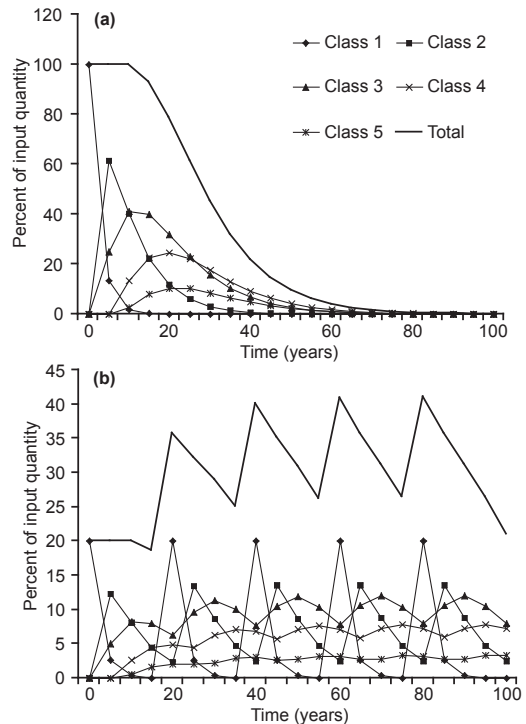 (a)
Class 1
Class 2
Class 3
Class 4
Class 5
Total
Percent of input quantity
120
100
80
60
40
20
0
0 20 40 60 80 100
Time (years)
(b)
Percent of input quantity
45
40
35
30
25
20
15
10
5
0
0 20 40 60 80 100
Time (years)